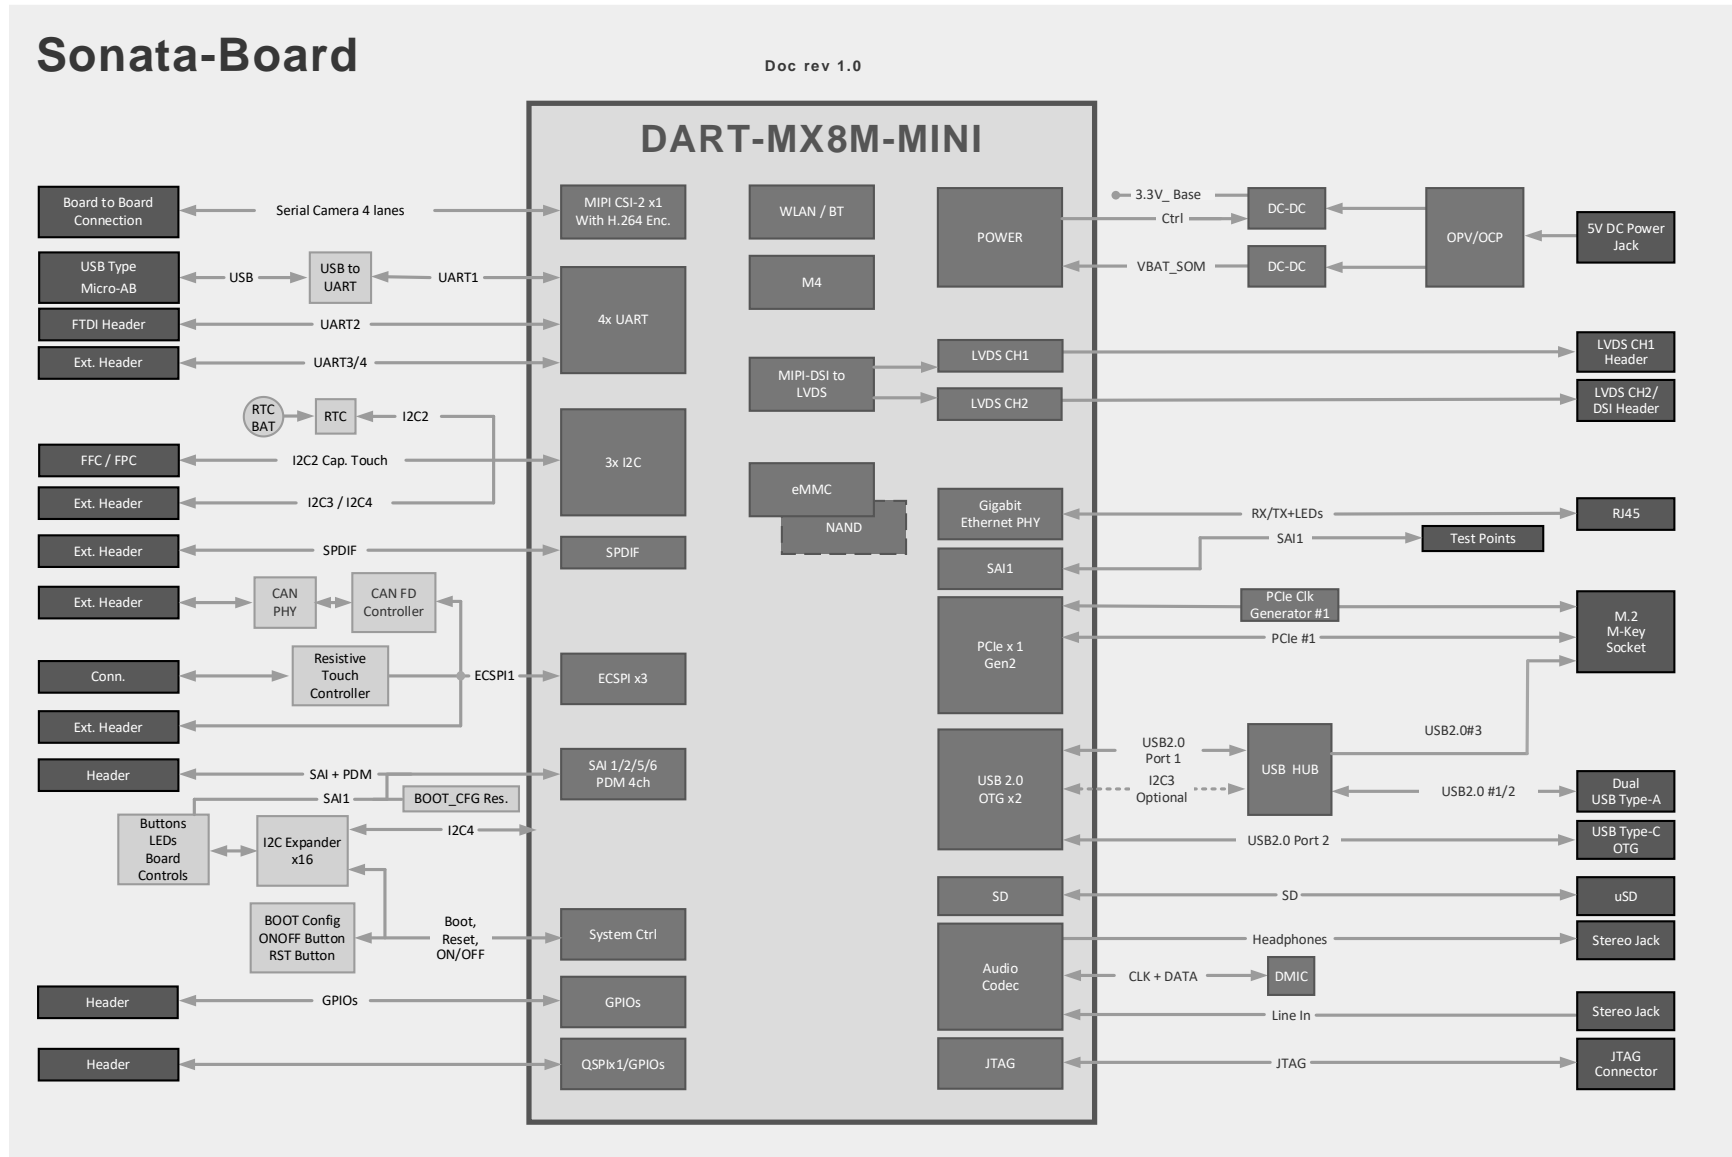 Sonata-Board
Doc rev 1.0
DART-MX8M-MINI
Board to Board
Connection
Serial Camera 4 lanes
MIPI CSI-2 x1
With H.264 Enc.
USB Type
Micro-AB
USB
USB to
UART
UART1
4x UART
FTDI Header
UART2
Ext. Header
UART3/4
RTC
BAT
RTC
I2C2
FFC / FPC
I2C2 Cap. Touch
3x I2C
Ext. Header
I2C3 / I2C4
Ext. Header
SPDIF
SPDIF
Ext. Header
CAN
PHY
CAN FD
Controller
Conn.
Resistive
Touch
Controller
ECSPI1
ECSPI x3
Ext. Header
Header
SAI + PDM
SAI 1/2/5/6
PDM 4ch
SAI1
BOOT_CFG Res.
Buttons
LEDs
Board
Controls
I2C Expander
x16
I2C4
BOOT Config
ONOFF Button
RST Button
Boot,
Reset,
ON/OFF
System Ctrl
Header
GPIOs
GPIOs
Header
QSPIx1/GPIOs
WLAN / BT
M4
MIPI-DSI to
LVDS
eMMC
NAND
POWER
3.3V_ Base
Ctrl
VBAT_SOM
DC-DC
DC-DC
OPV/OCP
5V DC Power
Jack
LVDS CH1
LVDS CH1
Header
LVDS CH2
LVDS CH2/
DSI Header
Gigabit
Ethernet PHY
RX/TX+LEDs
RJ45
SAI1
SAI1
Test Points
PCIe x 1
Gen2
PCIe Clk
Generator #1
PCIe #1
M.2
M-Key
Socket
USB 2.0
OTG x2
USB2.0
Port 1
I2C3
Optional
USB HUB
USB2.0#3
USB2.0 #1/2
Dual
USB Type-A
USB2.0 Port 2
USB Type-C
OTG
SD
SD
uSD
Audio
Codec
Headphones
Stereo Jack
CLK + DATA
DMIC
Line In
Stereo Jack
JTAG
JTAG
JTAG
Connector